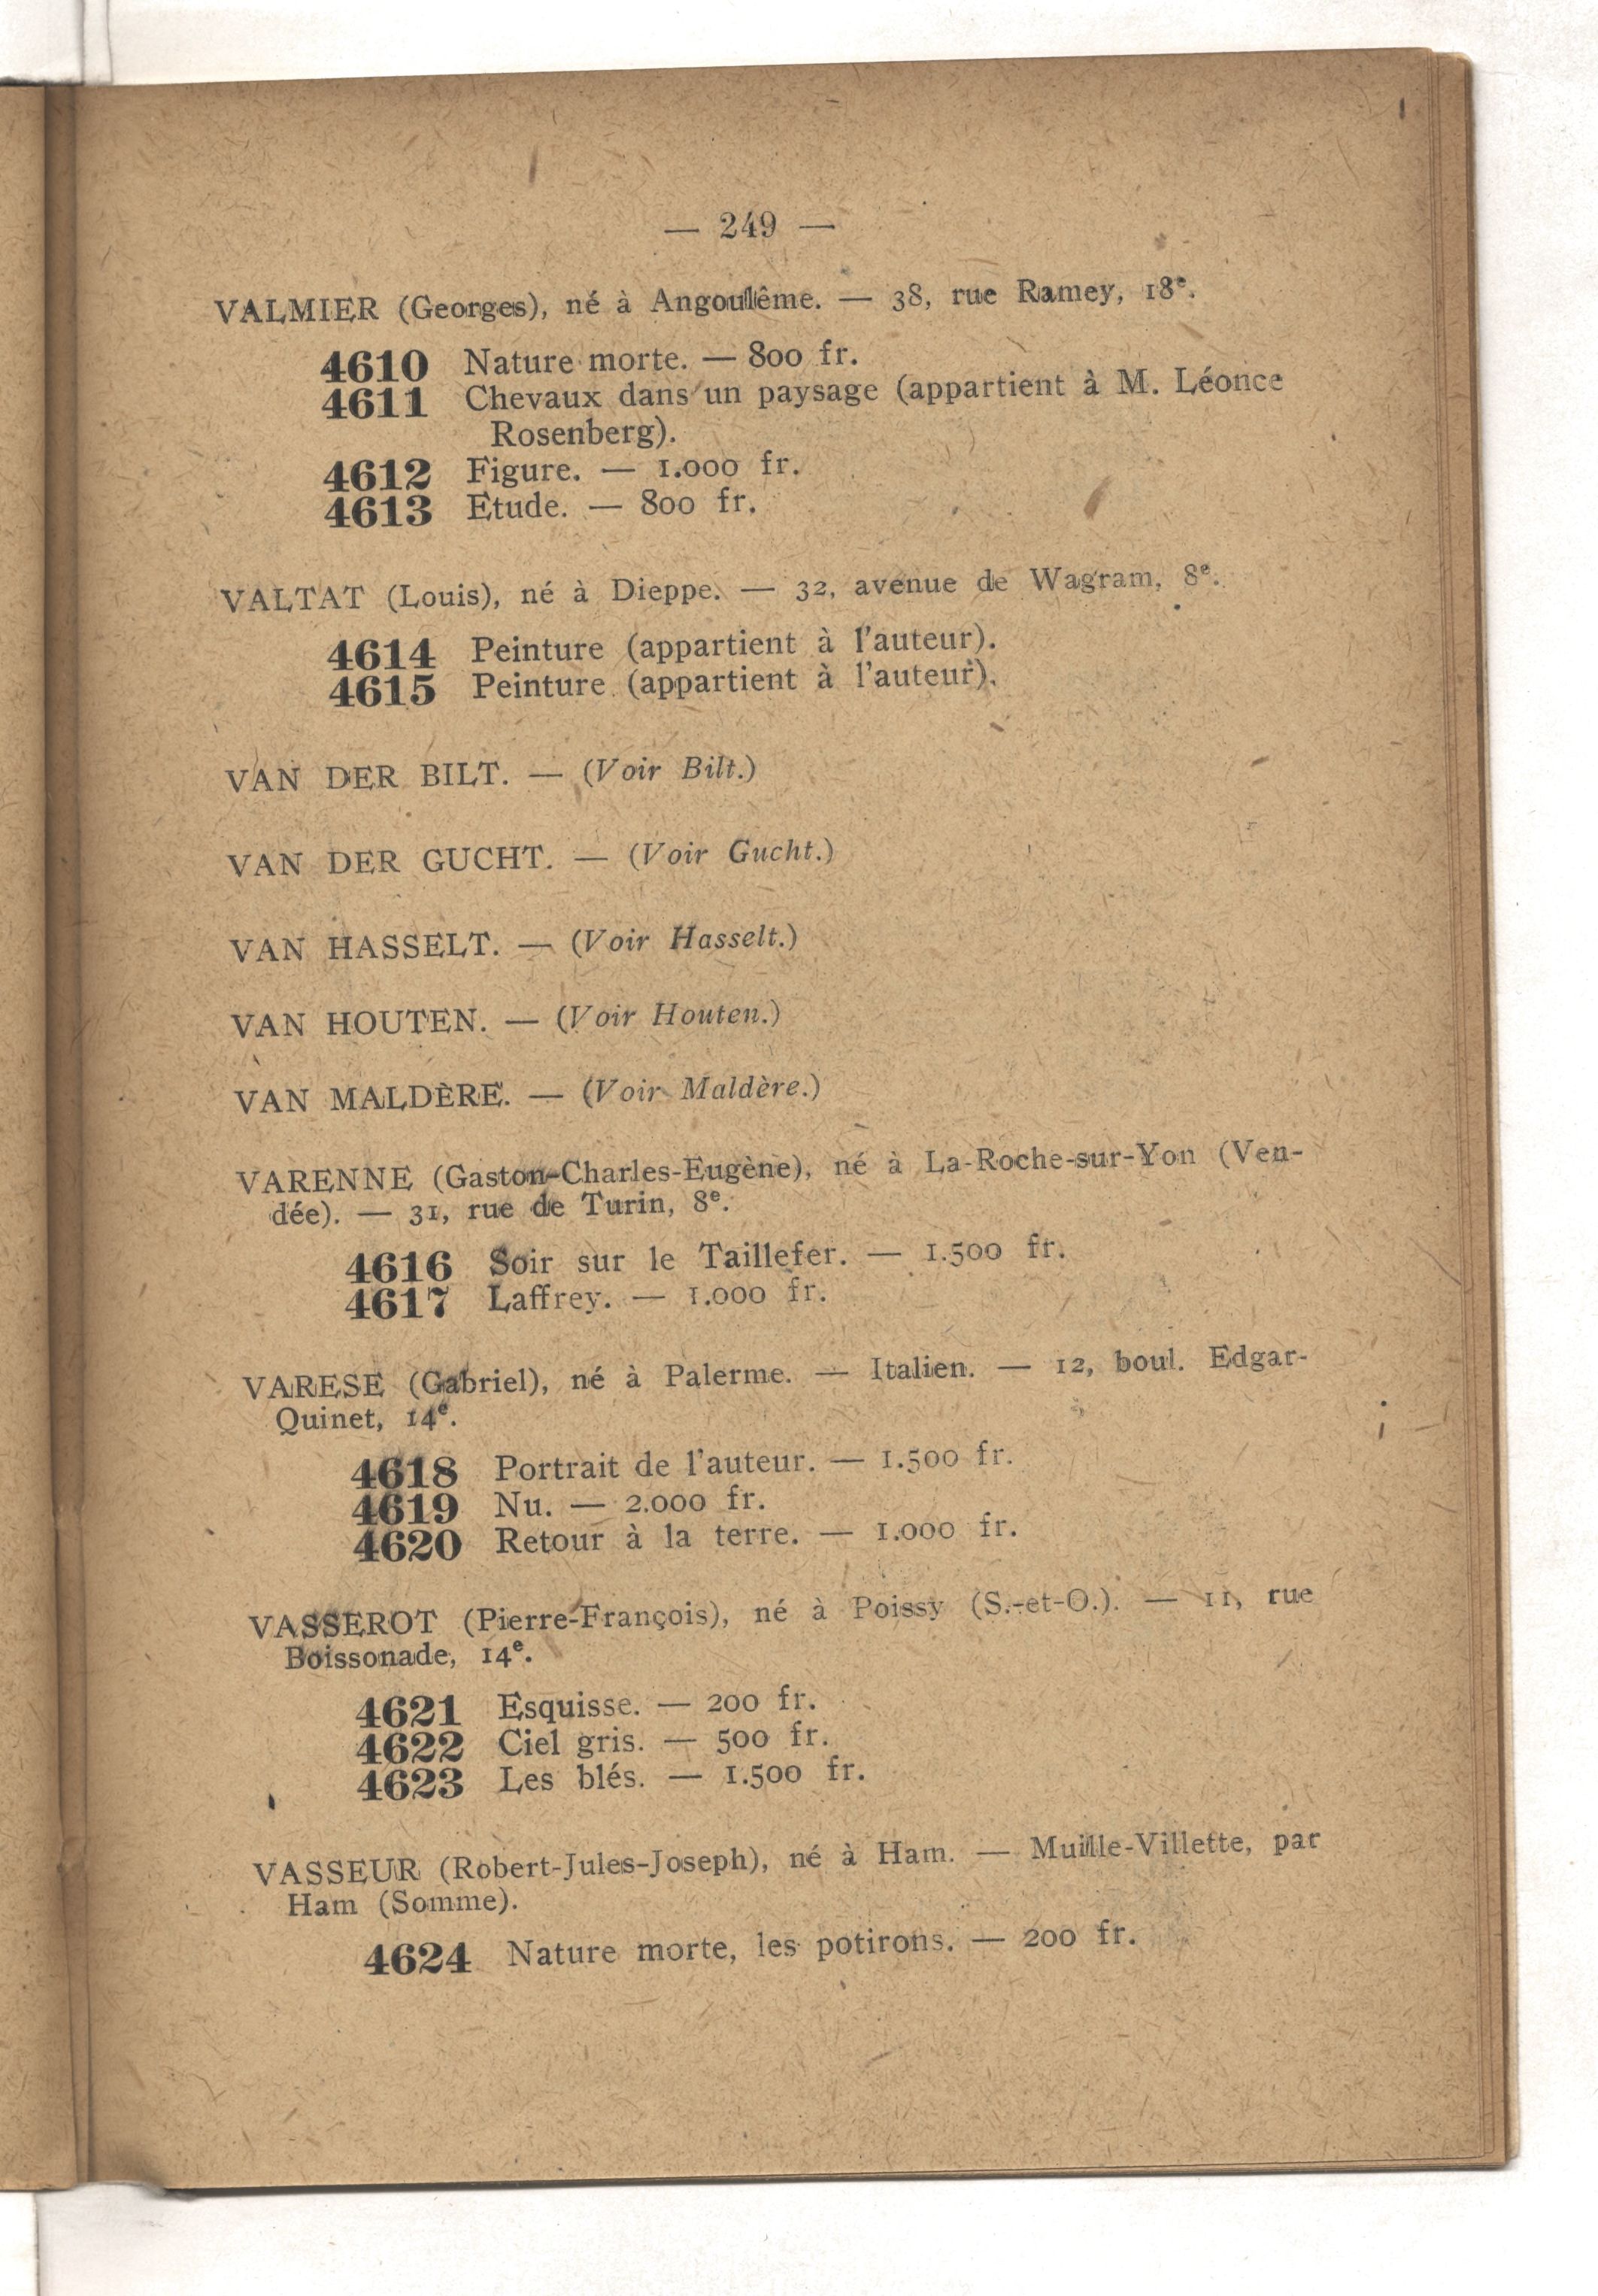 — 249 —
VALMIER (Georges), né à Angoulême. — 38, rue Ramey, 18e.
4610 Nature morte. — 800 fr.
4611 Chevaux dans un paysage (appartient à M. Léonce
Rosenberg).
4612 Figure. — 1.000 fr.
4613 Etude. — 800 fr.
VALTAT (Louis), né à Dieppe. — 32, avenue de Wagram, 8e.
4614 Peinture (appartient à l'auteur).
4615 Peinture (appartient à l'auteur).
VAN DER BILT. — (Voir Bilt.)
VAN DER GUCHT. — (Voir Gucht.)
VAN HASSELT. — (Voir Hasselt.)
VAN HOUTEN. — (Voir Houten.)
VAN MALDÈRE. — (Voir Maldère.)
VARENNE (Gaston-Charles-Eugène), né à La-Roche-sur-Yon (Ven-
dée). — 31, rue de Turin, 8e.
4616 Soir sur le Taillefer. — 1.500 fr.
4617 Laffrey. — 1.000 fr.
VARESE (Gabriel), né à Palerme. — Italien. — 12, boul. Edgar-
Quinet, 14e.
4618 Portrait de l'auteur. — 1.500 fr.
4619 Nu. — 2.000 fr.
4620 Retour à la terre. — 1.000 fr.
VASSEROT (Pierre-François), né à Poissy (S.-et-O.). — 11, rue
Boissonade, 14e.
4621 Esquisse. — 200 fr.
4622 Ciel gris. — 500 fr.
4623 Les blés. — 1.500 fr.
VASSEUR (Robert-Jules-Joseph), né à Ham. — Muille-Villette, par
Ham (Somme).
4624 Nature morte, les potirons. — 200 fr.